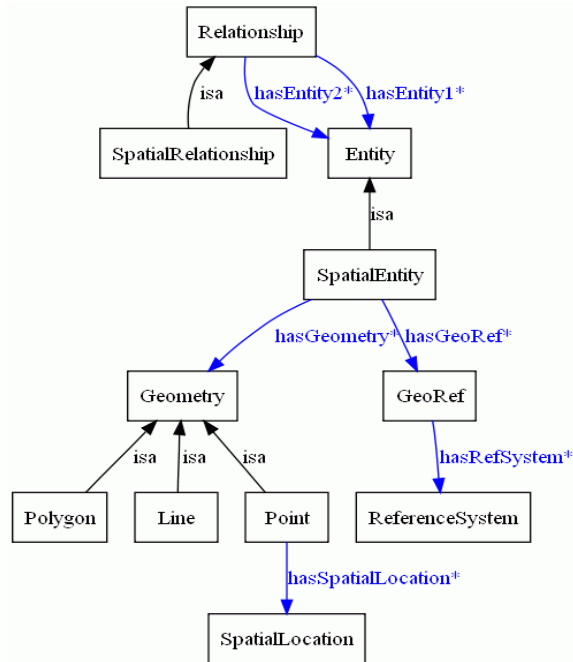 Relationship
isa
hasEntity2*
hasEntity1*
SpatialRelationship
Entity
isa
SpatialEntity
hasGeometry*
hasGeoRef*
Geometry
GeoRef
isa
isa
isa
hasRefSystem*
Polygon
Line
Point
ReferenceSystem
hasSpatialLocation*
SpatialLocation